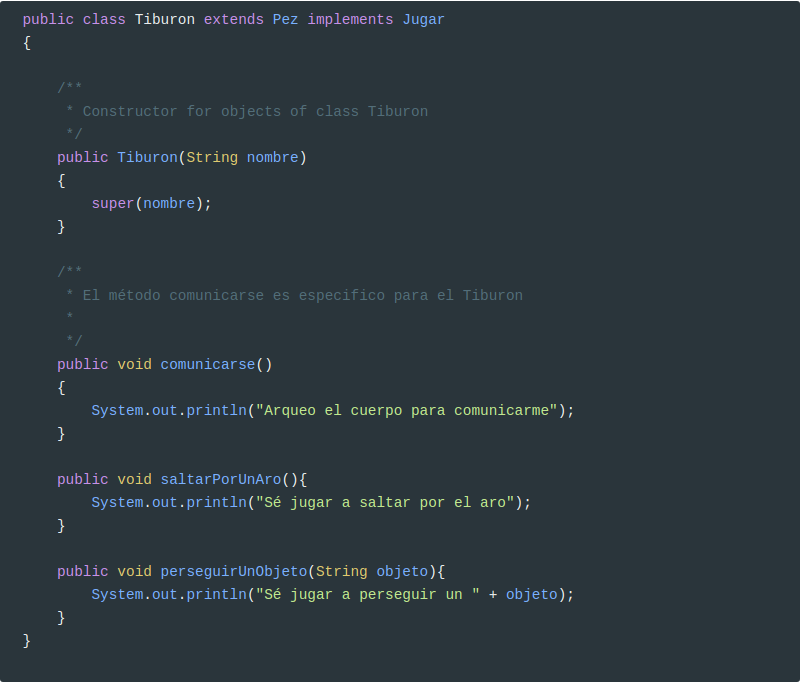 public class Tiburon extends Pez implements Jugar
{
/**
* Constructor for objects of class Tiburon
*/
public Tiburon(String nombre)
{
super(nombre);
}
/**
* El método comunicarse es especifico para el Tiburon
*
*/
public void comunicarse()
{
System.out.println("Arqueo el cuerpo para comunicarme");
}
public void saltarPorUnAro(){
System.out.println("Sé jugar a saltar por el aro");
}
public void perseguirUnObjeto(String objeto){
System.out.println("Sé jugar a perseguir un " + objeto);
}
}